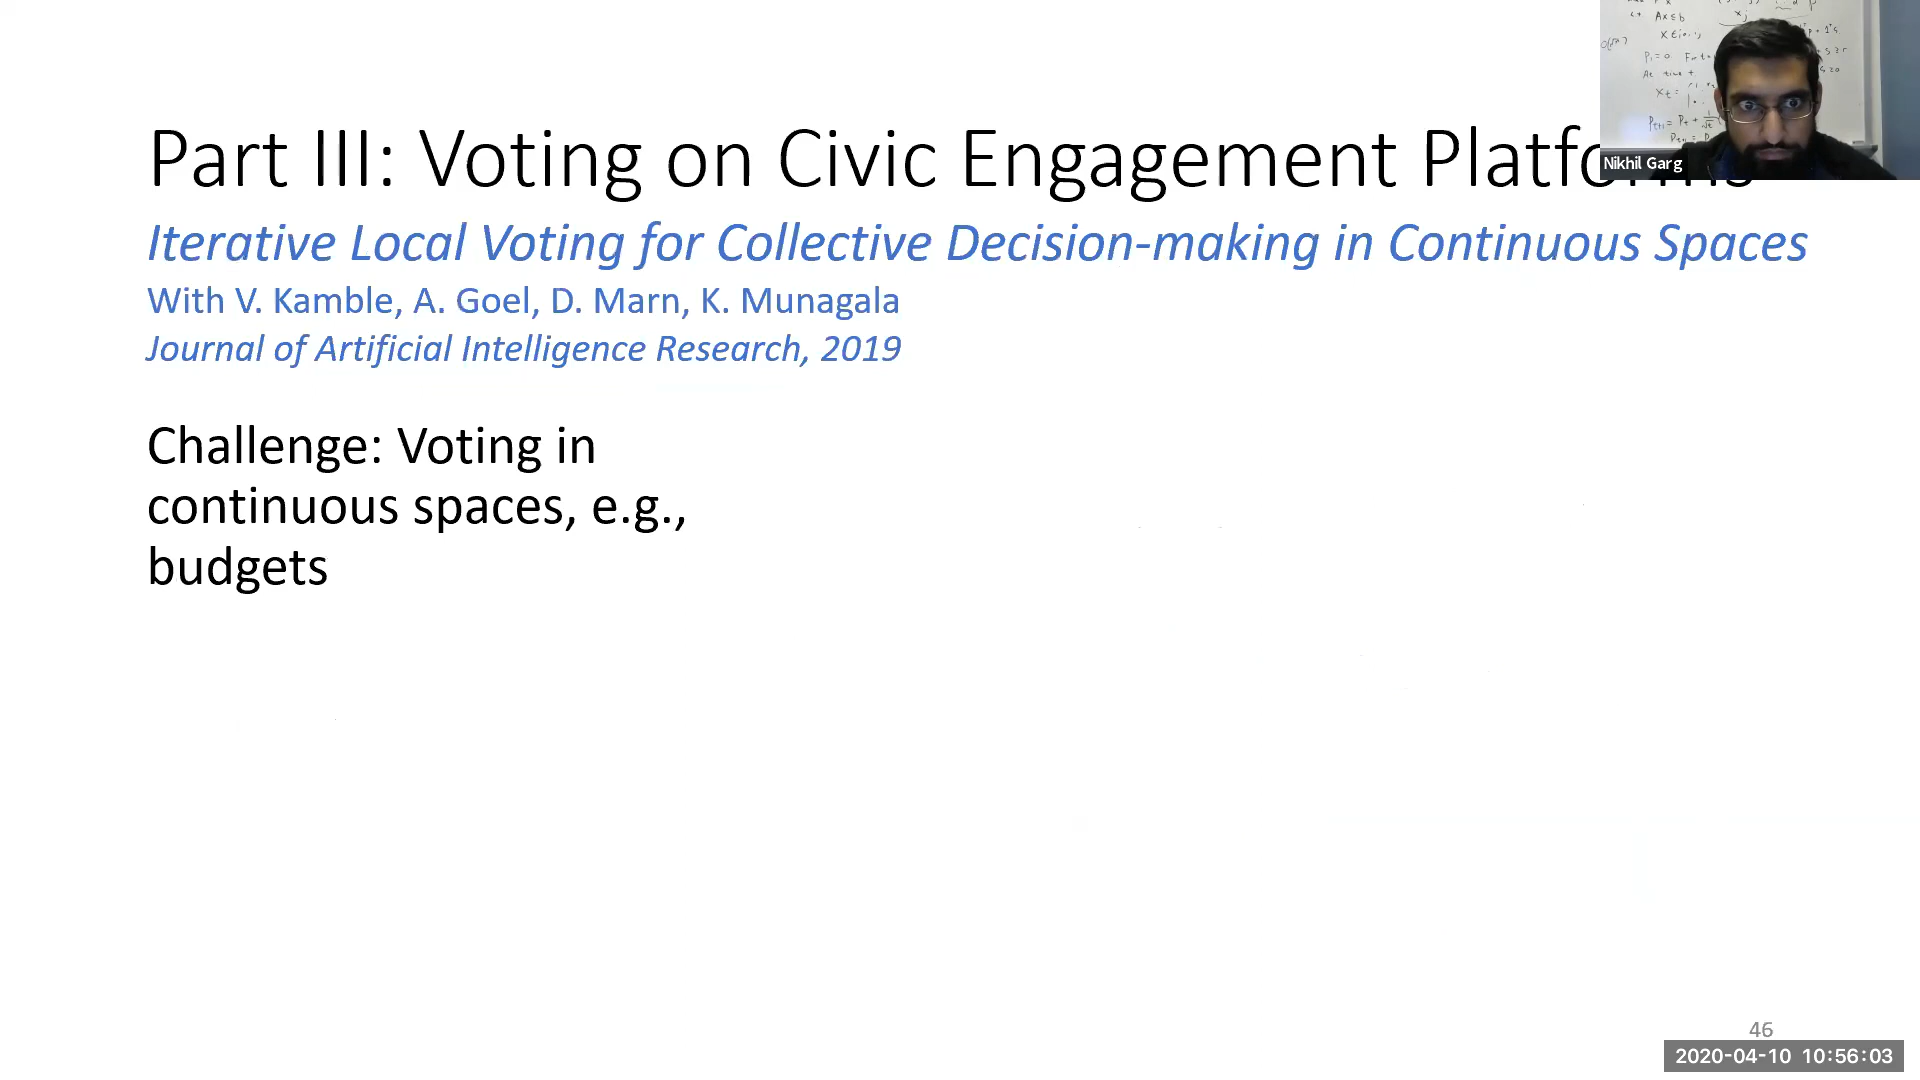 Part III: Voting on Civic Engagement Platforms
Iterative Local Voting for Collective Decision-making in Continuous Spaces
With V. Kamble, A. Goel, D. Marn, K. Munagala
Journal of Artificial Intelligence Research, 2019
Challenge: Voting in
continuous spaces, e.g.,
budgets
Ax≤b
Nikhil Garg
46
2020-04-10 10:56:03